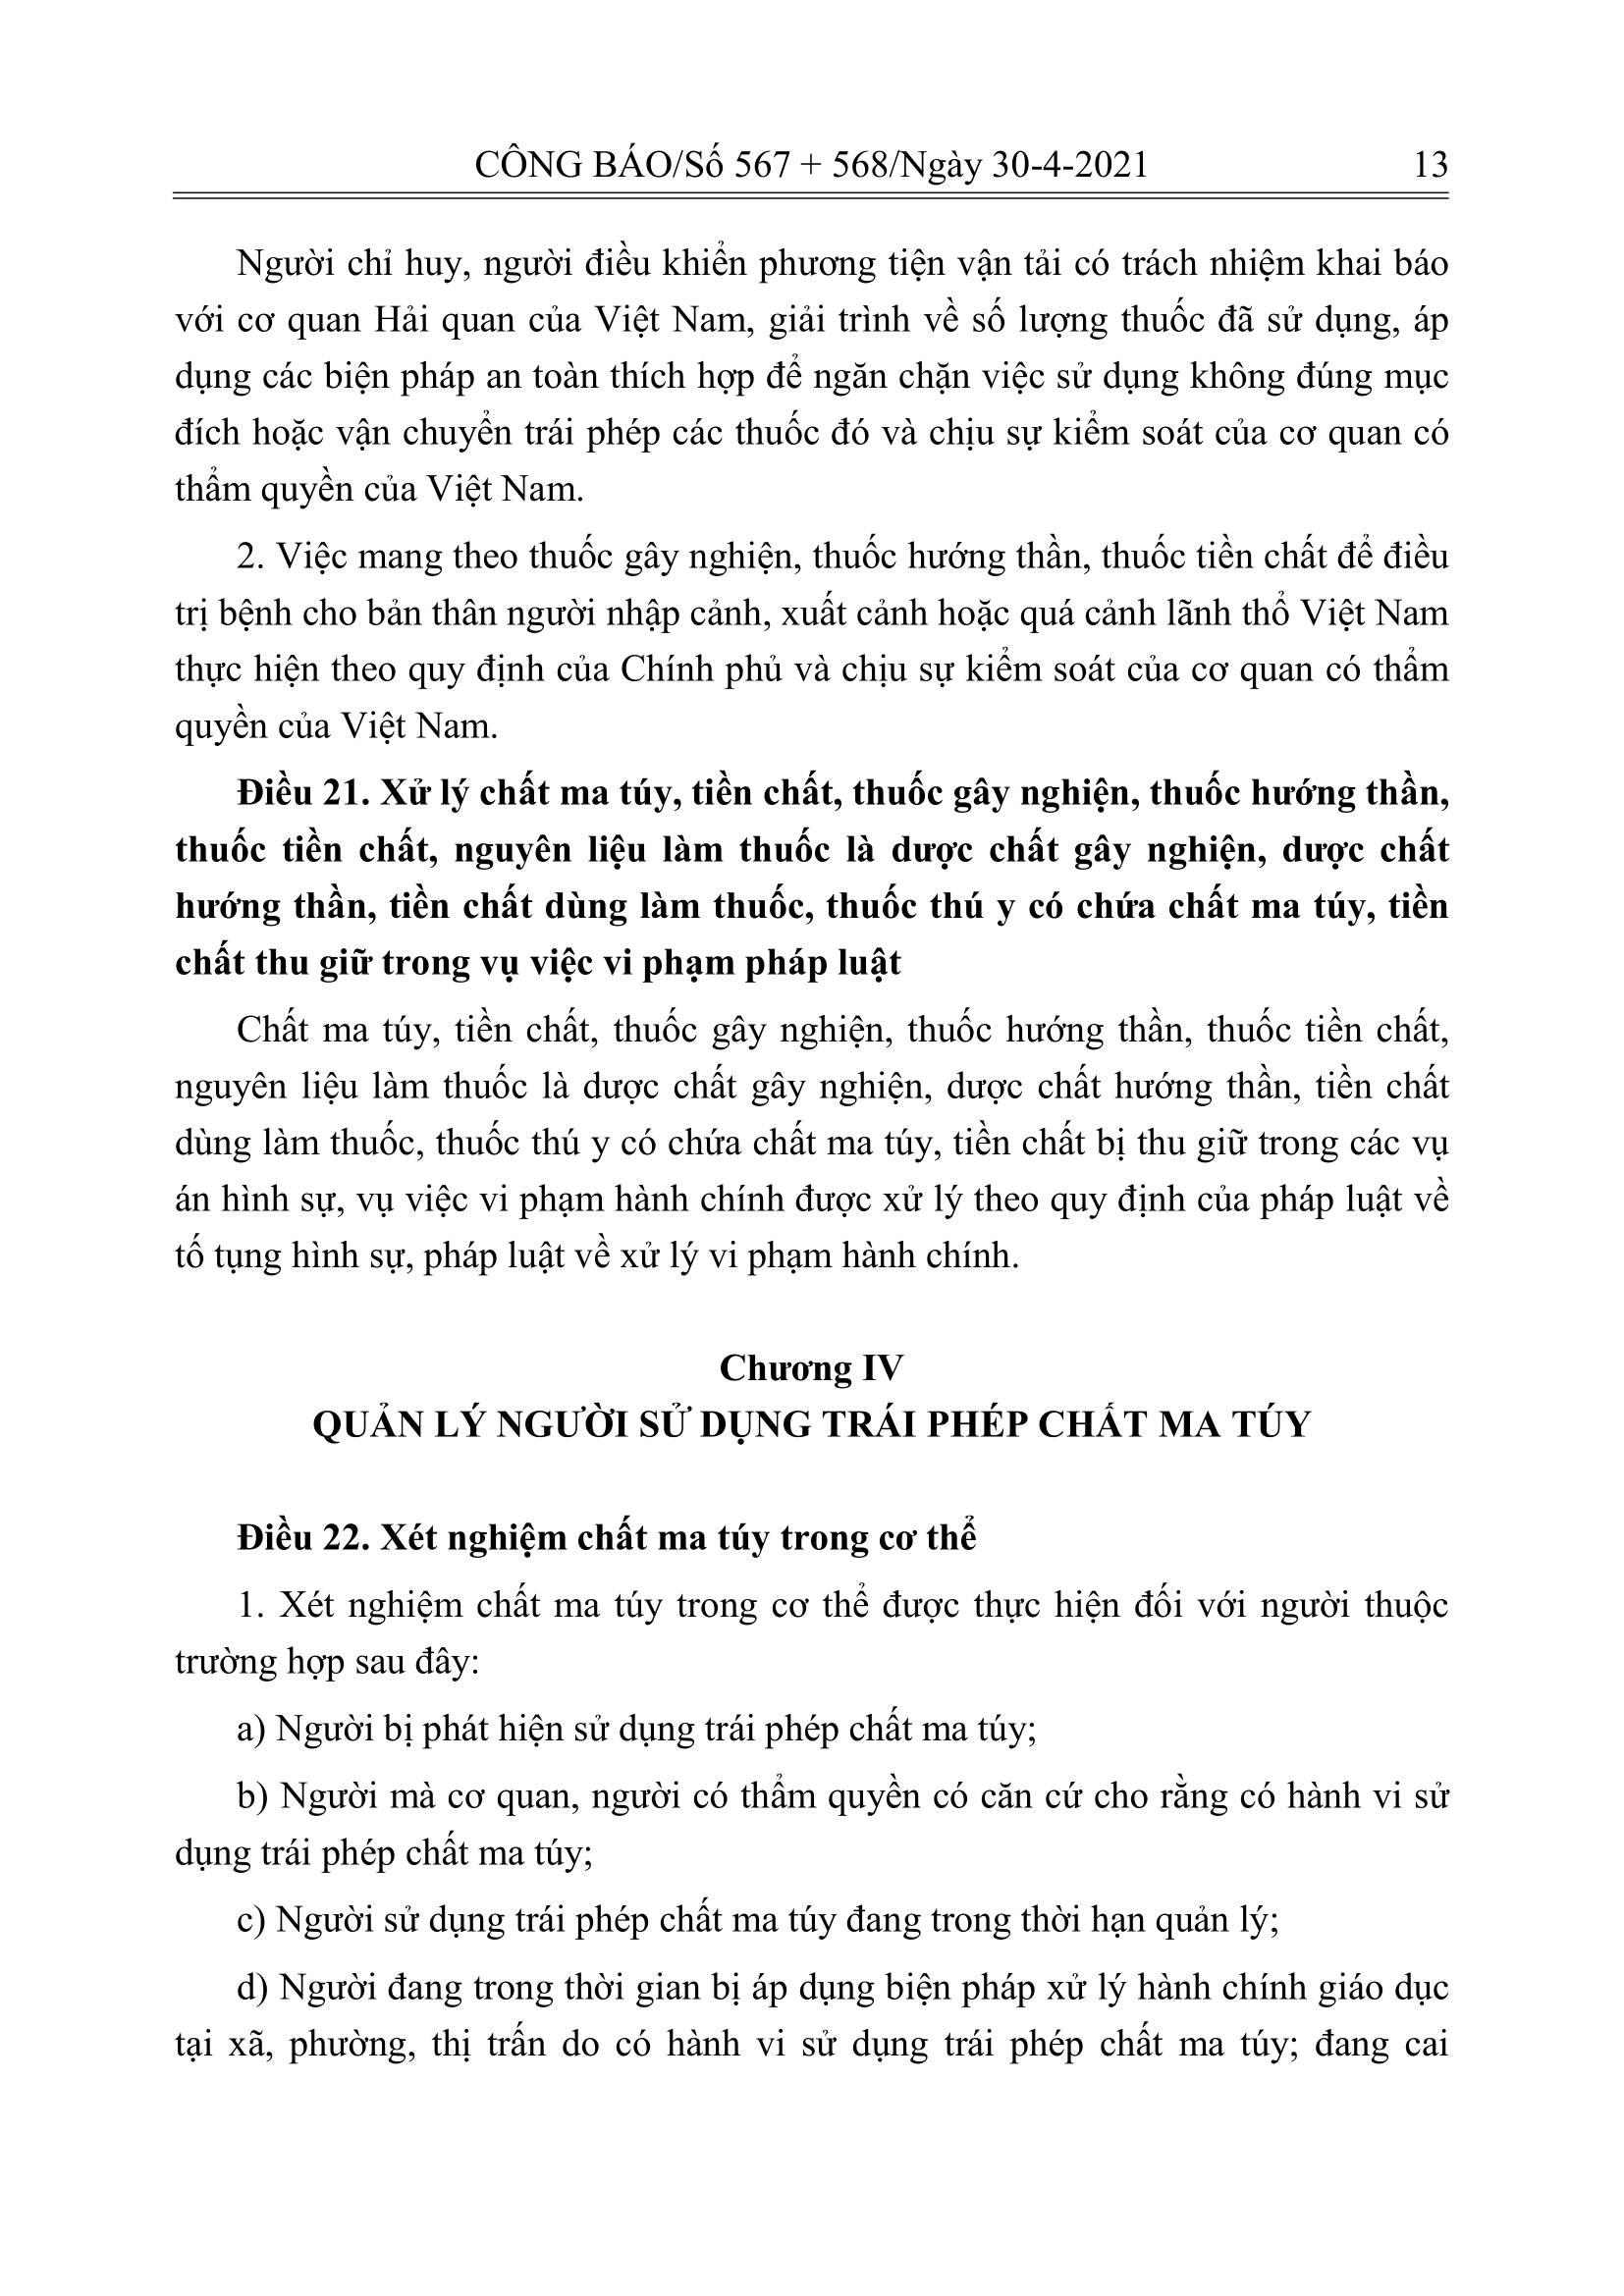 CÔNG BÁO/Số 567 + 568/Ngày 30-4-2021 13
Người chỉ huy, người điều khiển phương tiện vận tải có trách nhiệm khai báo
với cơ quan Hải quan của Việt Nam, giải trình về số lượng thuốc đã sử dụng, áp
dụng các biện pháp an toàn thích hợp để ngăn chặn việc sử dụng không đúng mục
đích hoặc vận chuyển trái phép các thuốc đó và chịu sự kiểm soát của cơ quan có
thẩm quyền của Việt Nam.
2. Việc mang theo thuốc gây nghiện, thuốc hướng thần, thuốc tiền chất để điều
trị bệnh cho bản thân người nhập cảnh, xuất cảnh hoặc quá cảnh lãnh thổ Việt Nam
thực hiện theo quy định của Chính phủ và chịu sự kiểm soát của cơ quan có thẩm
quyền của Việt Nam.
Điều 21. Xử lý chất ma túy, tiền chất, thuốc gây nghiện, thuốc hướng thần,
thuốc tiền chất, nguyên liệu làm thuốc là dược chất gây nghiện, dược chất
hướng thần, tiền chất dùng làm thuốc, thuốc thú y có chứa chất ma túy, tiền
chất thu giữ trong vụ việc vi phạm pháp luật
Chất ma túy, tiền chất, thuốc gây nghiện, thuốc hướng thần, thuốc tiền chất,
nguyên liệu làm thuốc là dược chất gây nghiện, dược chất hướng thần, tiền chất
dùng làm thuốc, thuốc thú y có chứa chất ma túy, tiền chất bị thu giữ trong các vụ
án hình sự, vụ việc vi phạm hành chính được xử lý theo quy định của pháp luật về
tố tụng hình sự, pháp luật về xử lý vi phạm hành chính.
Chương IV
QUẢN LÝ NGƯỜI SỬ DỤNG TRÁI PHÉP CHẤT MA TÚY
Điều 22. Xét nghiệm chất ma túy trong cơ thể
1. Xét nghiệm chất ma túy trong cơ thể được thực hiện đối với người thuộc
trường hợp sau đây:
a) Người bị phát hiện sử dụng trái phép chất ma túy;
b) Người mà cơ quan, người có thẩm quyền có căn cứ cho rằng có hành vi sử
dụng trái phép chất ma túy;
c) Người sử dụng trái phép chất ma túy đang trong thời hạn quản lý;
d) Người đang trong thời gian bị áp dụng biện pháp xử lý hành chính giáo dục
tại xã, phường, thị trấn do có hành vi sử dụng trái phép chất ma túy; đang cai